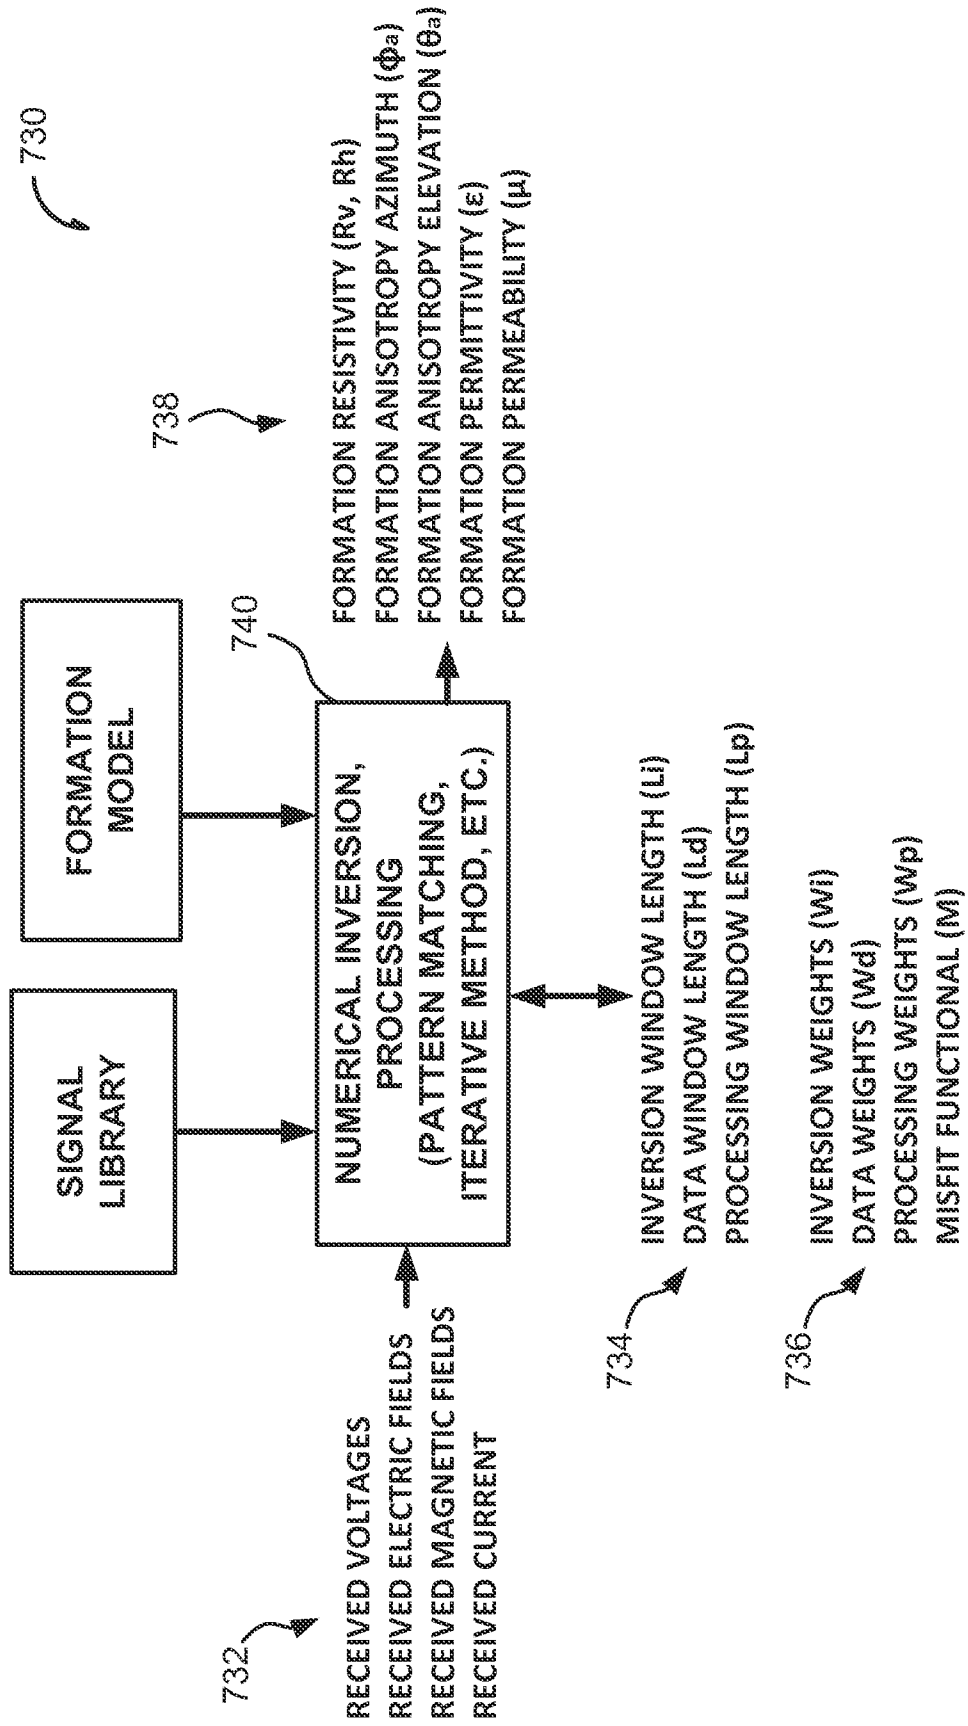 730
SIGNAL
LIBRARY
FORMATION
MODEL
732
RECEIVED VOLTAGES
RECEIVED ELECTRIC FIELDS
RECEIVED MAGNETIC FIELDS
RECEIVED CURRENT
740
NUMERICAL INVERSION,
PROCESSING
(PATTERN MATCHING,
ITERATIVE METHOD, ETC.)
738
FORMATION RESISTIVITY (Rv, Rh)
FORMATION ANISOTROPY AZIMUTH (Φa)
FORMATION ANISOTROPY ELEVATION (θa)
FORMATION PERMITIVITY (ε)
FORMATION PERMEABILITY (μ)
734
INVERSION WINDOW LENGTH (Li)
DATA WINDOW LENGTH (Ld)
PROCESSING WINDOW LENGTH (Lp)
736
INVERSION WEIGHTS (Wi)
DATA WEIGHTS (Wd)
PROCESSING WEIGHTS (Wp)
MISFIT FUNCTIONAL (M)